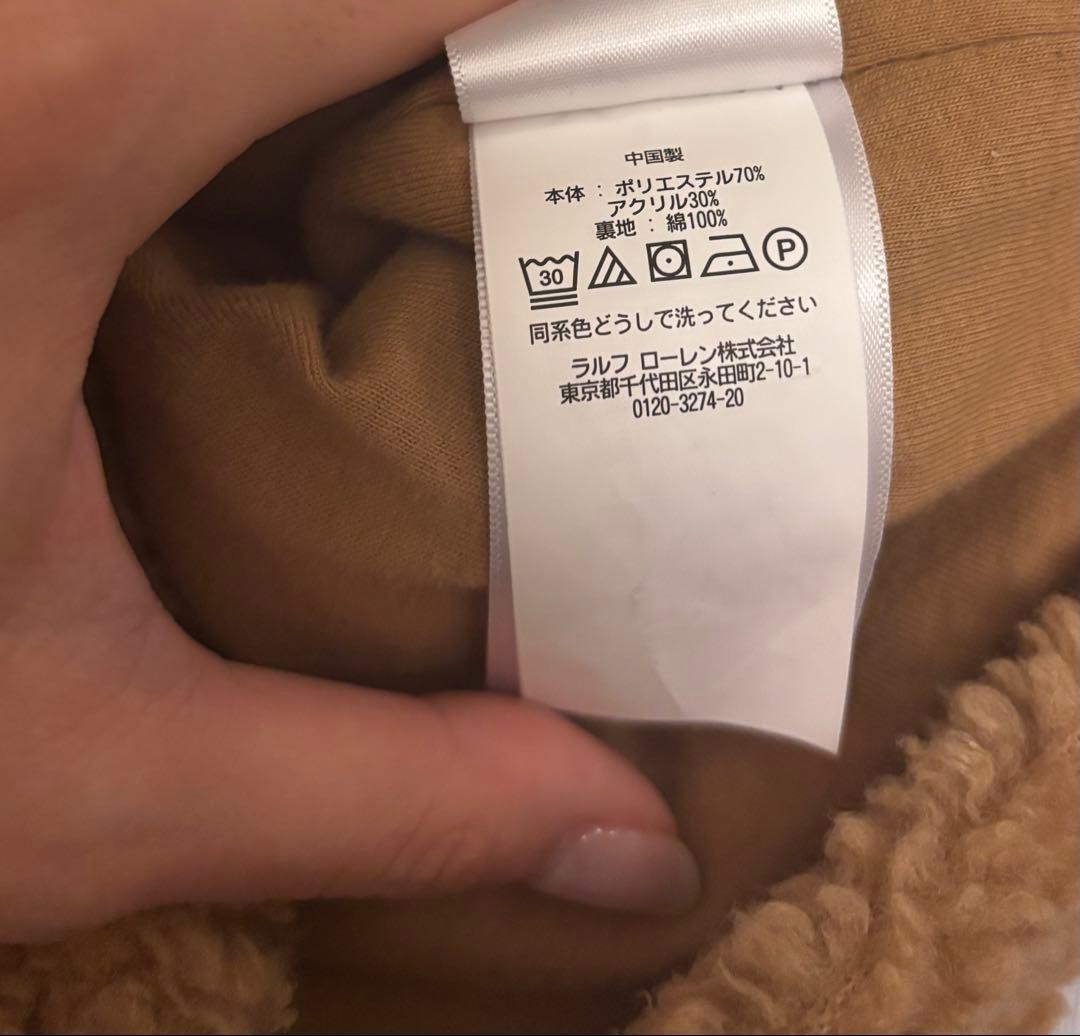 中国製
本体 : ポリエステル70%
アクリル30%
裏地 : 綿100%
30 P
同系色どうしで洗ってください
ラルフ ローレン株式会社
東京都千代田区永田町2-10-1
0120-3274-20